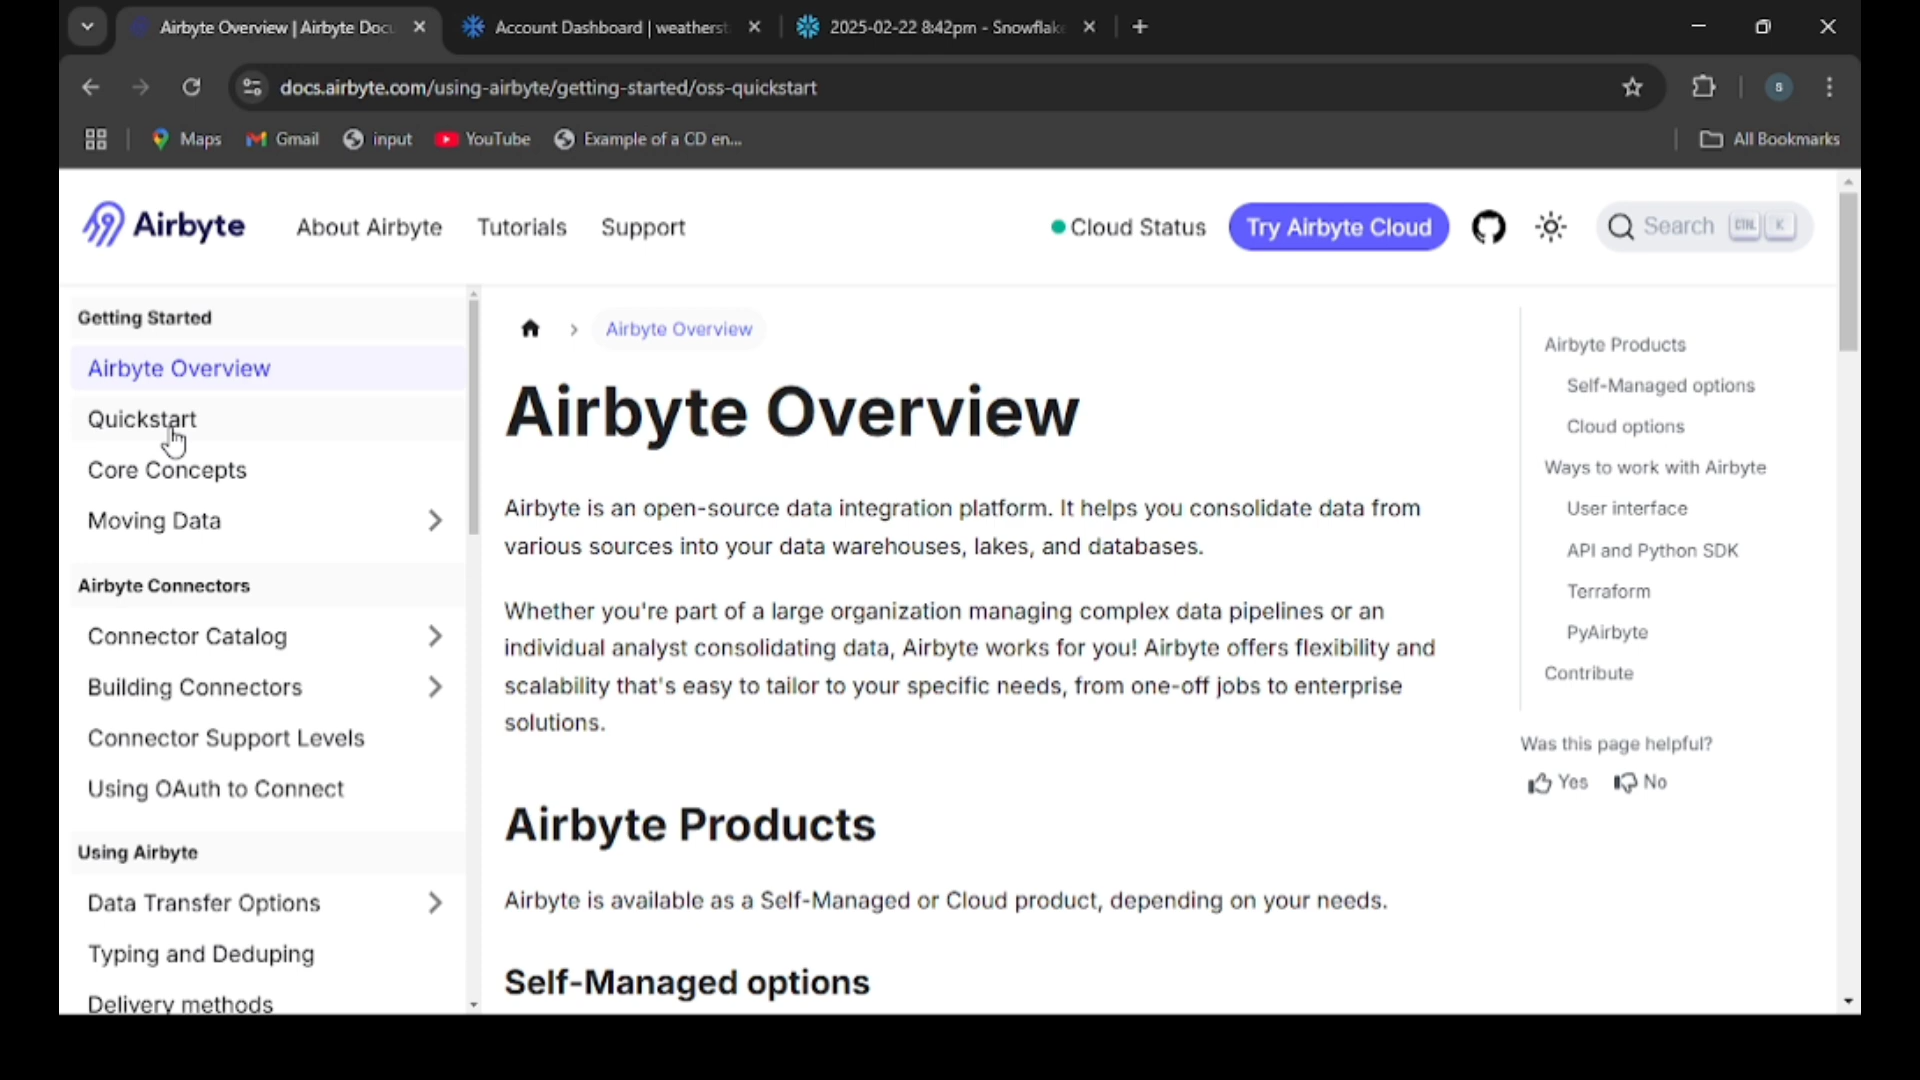 Airbyte Overview | Airbyte Docu
Account Dashboard | weatherst
2025-02-22 8:42pm - Snowflake
docs.airbyte.com/using-airbyte/getting-started/oss-quickstart
s
Maps
Gmail
input
YouTube
Example of a CD en...
All Bookmarks
Airbyte
About Airbyte
Tutorials
Support
Cloud Status
Try Airbyte Cloud
Search
CTRL
K
Getting Started
Airbyte Overview
Quickstart
Core Concepts
Moving Data
Airbyte Connectors
Connector Catalog
Building Connectors
Connector Support Levels
Using OAuth to Connect
Using Airbyte
Data Transfer Options
Typing and Deduping
Delivery methods
Airbyte Overview
Airbyte Overview
Airbyte is an open-source data integration platform. It helps you consolidate data from
various sources into your data warehouses, lakes, and databases.
Whether you're part of a large organization managing complex data pipelines or an
individual analyst consolidating data, Airbyte works for you! Airbyte offers flexibility and
scalability that's easy to tailor to your specific needs, from one-off jobs to enterprise
solutions.
Airbyte Products
Airbyte is available as a Self-Managed or Cloud product, depending on your needs.
Self-Managed options
Airbyte Products
Self-Managed options
Cloud options
Ways to work with Airbyte
User interface
API and Python SDK
Terraform
PyAirbyte
Contribute
Was this page helpful?
Yes
No